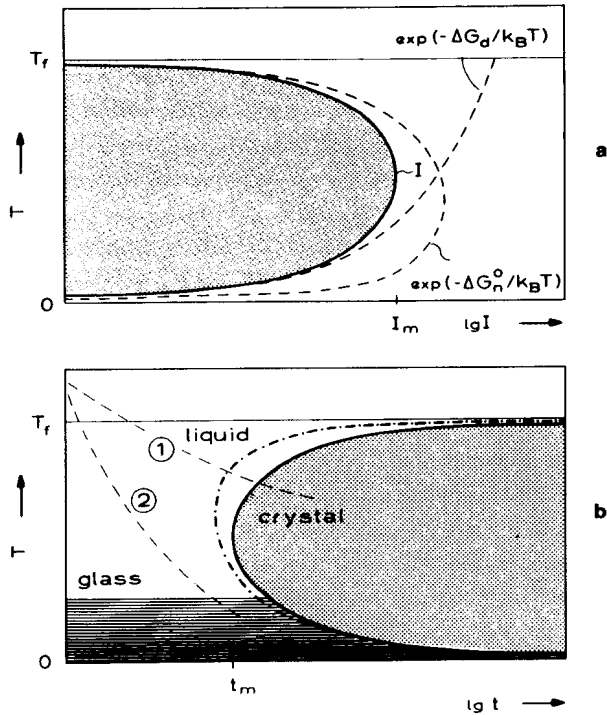 exp(-ΔG_d/k_BT)
T_f
a
I
T
exp(-ΔG_n^o/k_BT)
0
I_m
lg I
T_f
liquid
1
2
crystal
T
b
glass
0
t_m
lg t